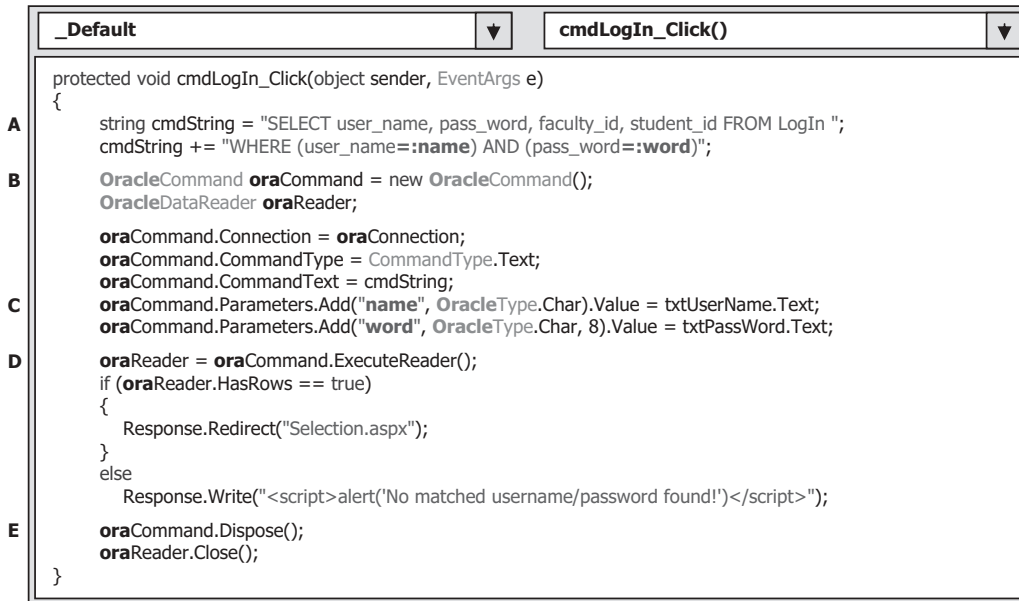 _Default cmdLogIn_Click()
protected void cmdLogIn_Click(object sender, EventArgs e)
{
A string cmdString = "SELECT user_name, pass_word, faculty_id, student_id FROM LogIn ";
cmdString += "WHERE (user_name=:name) AND (pass_word=:word)";
B OracleCommand oraCommand = new OracleCommand();
OracleDataReader oraReader;
oraCommand.Connection = oraConnection;
oraCommand.CommandType = CommandType.Text;
oraCommand.CommandText = cmdString;
C oraCommand.Parameters.Add("name", OracleType.Char).Value = txtUserName.Text;
oraCommand.Parameters.Add("word", OracleType.Char, 8).Value = txtPassWord.Text;
D oraReader = oraCommand.ExecuteReader();
if (oraReader.HasRows == true)
{
Response.Redirect("Selection.aspx");
}
else
Response.Write("<script>alert('No matched username/password found!')</script>");
E oraCommand.Dispose();
oraReader.Close();
}